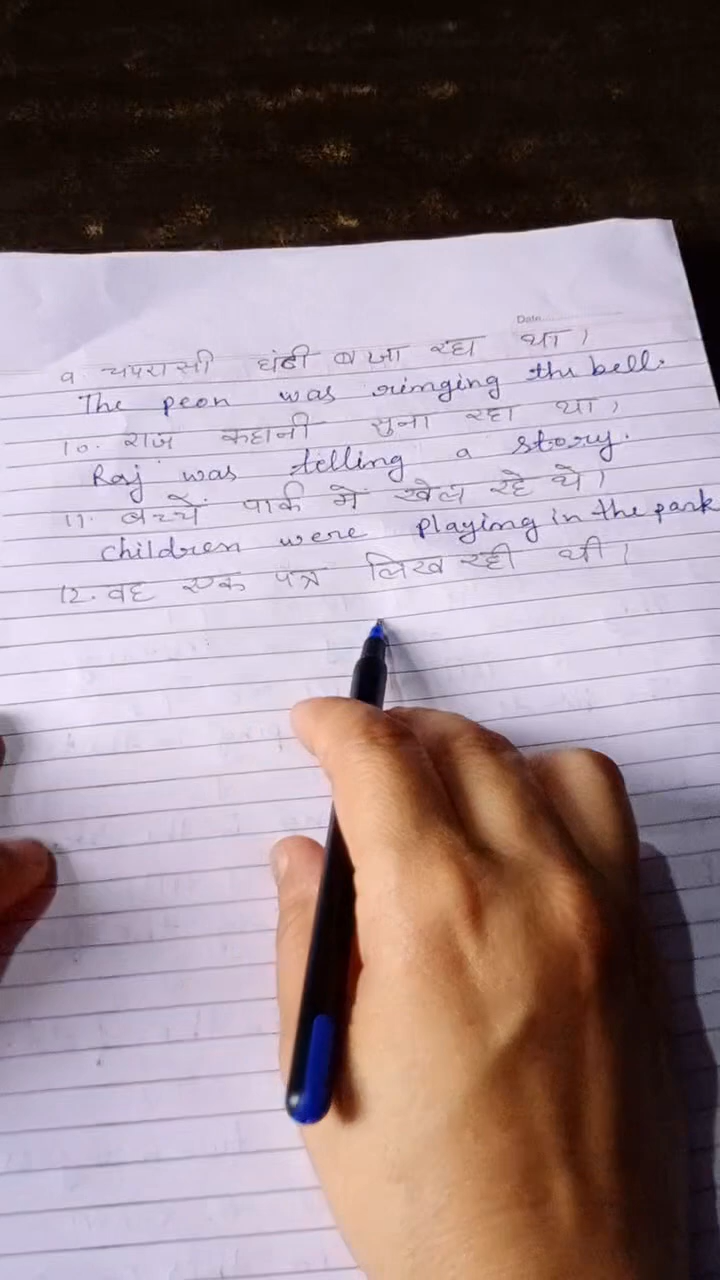 Date
9. चपरासी घंटी बजा रहा था।
The peon was ringing the bell.
10. राज कहानी सुना रहा था।
Raj was telling a story.
11. बच्चें पार्क में खेल रहे थे।
children were playing in the park
12. वह एक पत्र लिख रही थी।